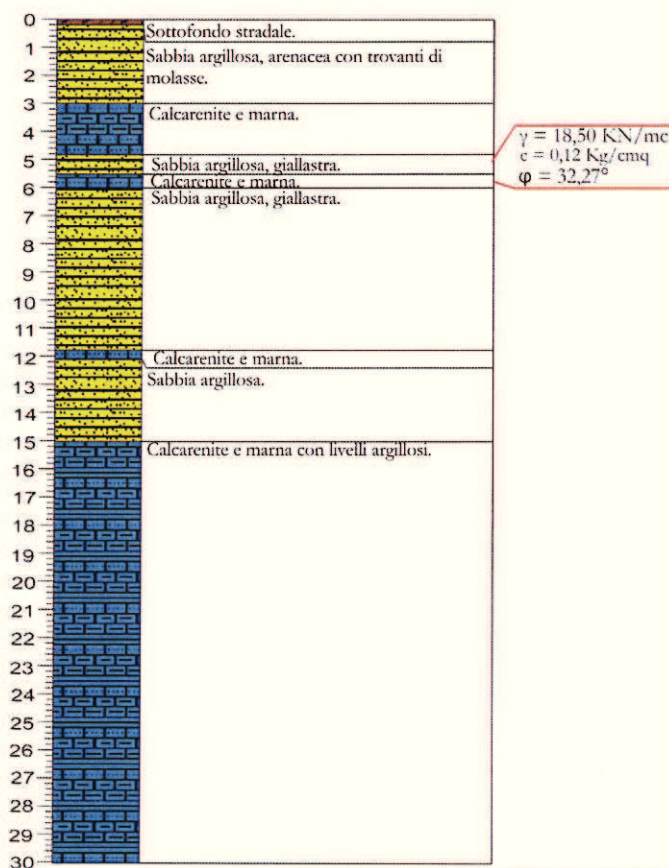 0
Sottofondo stradale.
1
Sabbia argillosa, arenacea con trovanti di
2
molasse.
3
Calcarenite e marna.
4
γ = 18,50 KN/mc
5
Sabbia argillosa, giallastra.
c = 0,12 Kg/cmq
Calcarenite e marna.
φ = 32,27°
6
Sabbia argillosa, giallastra.
7
8
9
10
11
12
Calcarenite e marna.
13
Sabbia argillosa.
14
15
Calcarenite e marna con livelli argillosi.
16
17
18
19
20
21
22
23
24
25
26
27
28
29
30